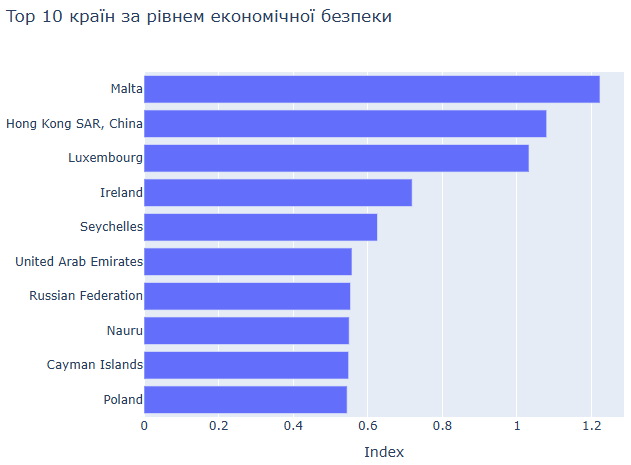 Top 10 країн за рівнем економічної безпеки
Malta
Hong Kong SAR, China
Luxembourg
Ireland
Seychelles
United Arab Emirates
Russian Federation
Nauru
Cayman Islands
Poland
0 0.2 0.4 0.6 0.8 1 1.2
Index